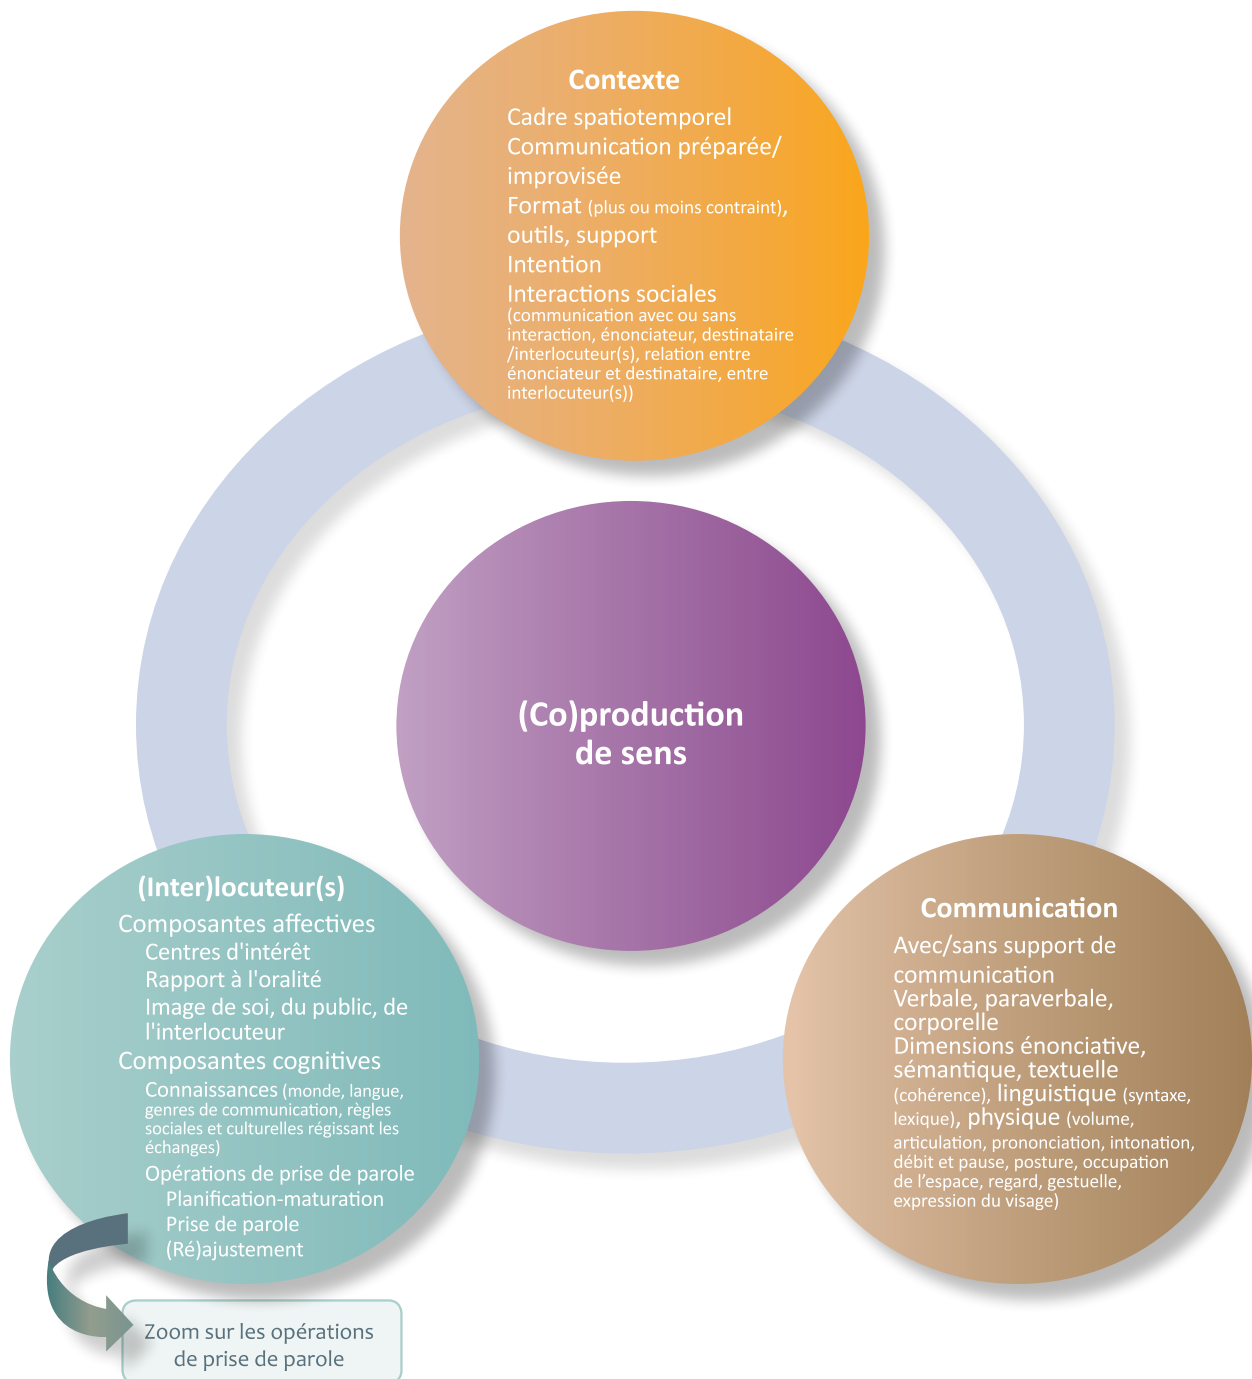 Contexte
Cadre spatiotemporel
Communication préparée/
improvisée
Format (plus ou moins contraint),
outils, support
Intention
Interactions sociales
(communication avec ou sans
interaction, énonciateur, destinataire
/interlocuteur(s), relation entre
énonciateur et destinataire, entre
interlocuteur(s))
(Co)production
de sens
(Inter)locuteur(s)
Composantes affectives
Centres d'intérêt
Rapport à l'oralité
Image de soi, du public, de
l'interlocuteur
Composantes cognitives
Connaissances (monde, langue,
genres de communication, règles
sociales et culturelles régissant les
échanges)
Opérations de prise de parole
Planification-maturation
Prise de parole
(Ré)ajustement
Zoom sur les opérations
de prise de parole
Communication
Avec/sans support de
communication
Verbale, paraverbale,
corporelle
Dimensions énonciative,
sémantique, textuelle
(cohérence), linguistique (syntaxe,
lexique), physique (volume,
articulation, prononciation, intonation,
débit et pause, posture, occupation
de l’espace, regard, gestuelle,
expression du visage)